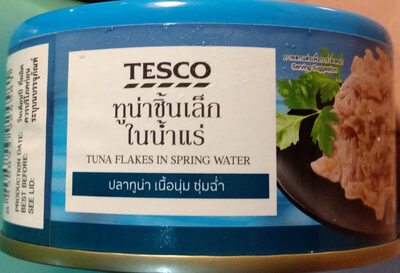 TESCO
ทูน่าชิ้นเล็ก
ในน้ำแร่
TUNA FLAKES IN SPRING WATER
ปลาทูน่า เนื้อนุ่ม ชุ่มฉ่ำ
Serving Suggestion
PRODUCTION DATE:
BEST BEFORE:
SEE LID: